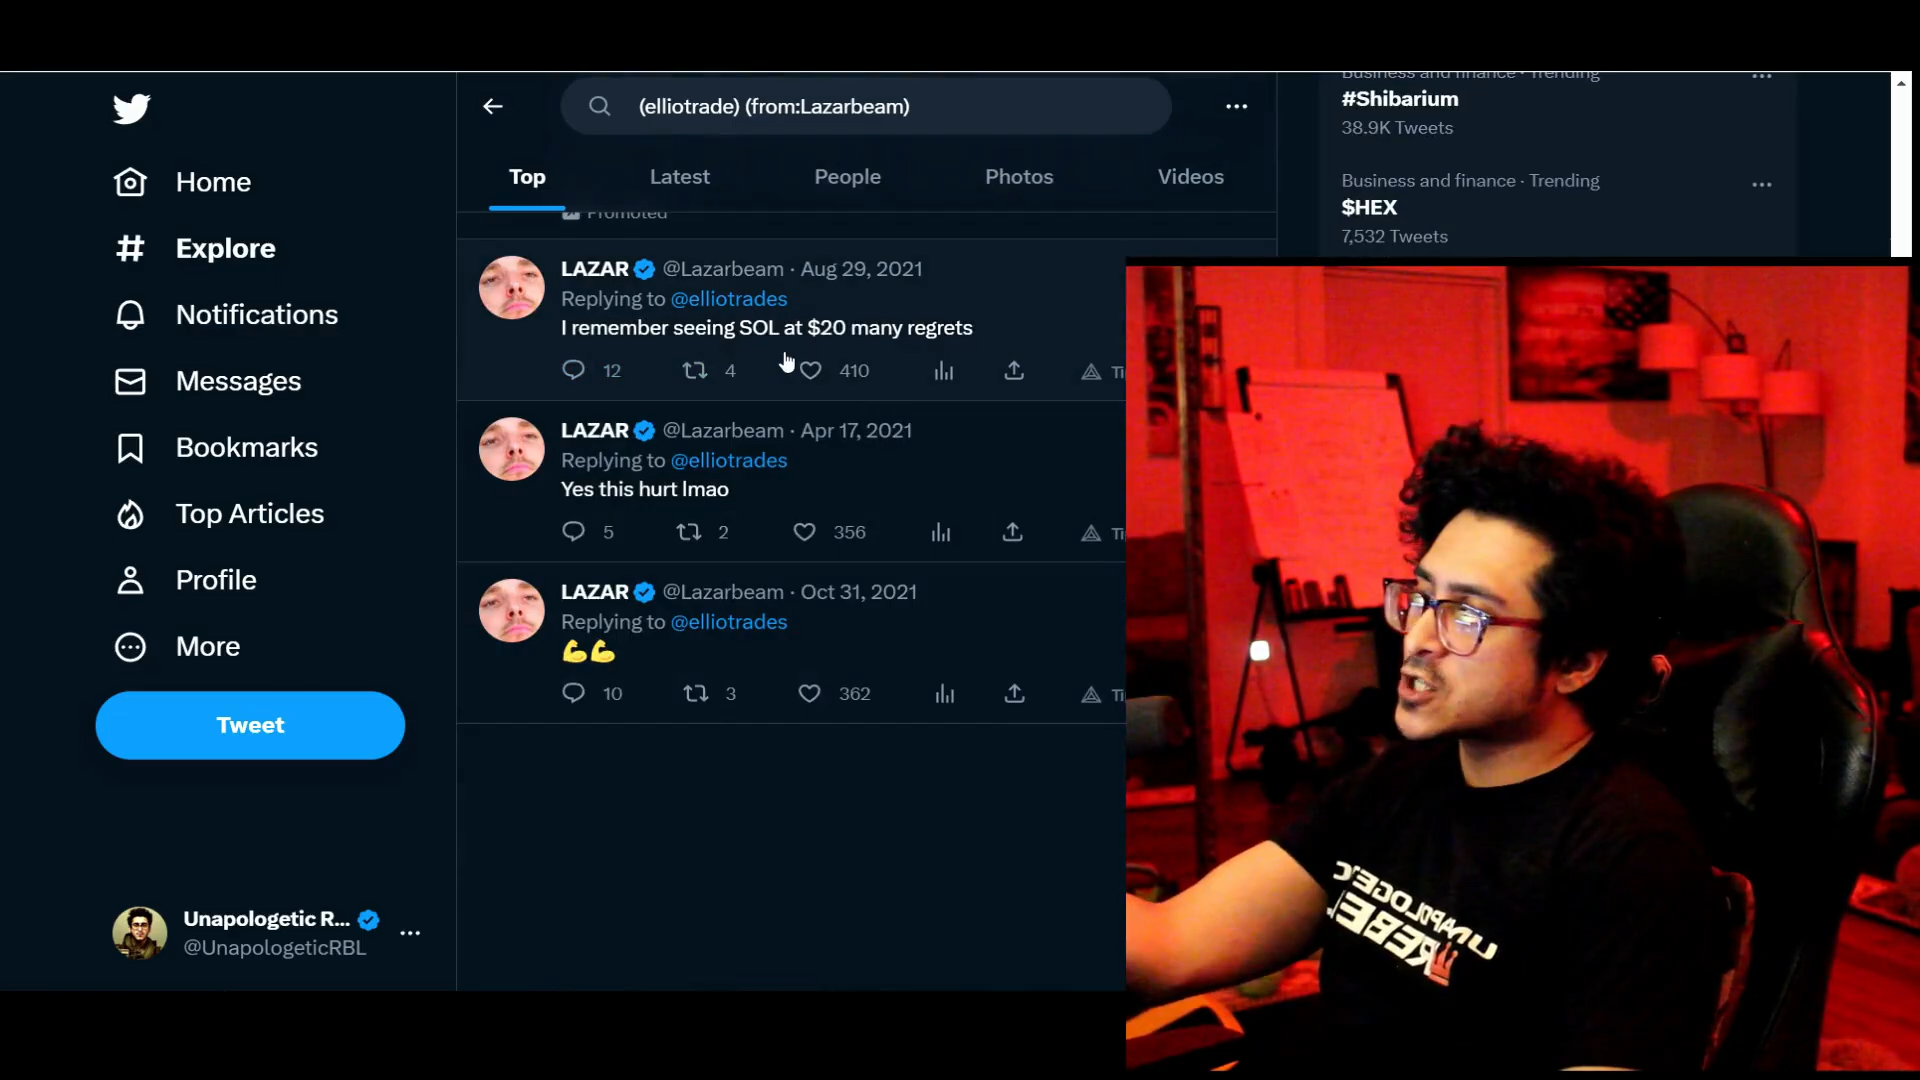 Business and finance · Trending
#Shibarium
38.9K Tweets
Business and finance · Trending
$HEX
7,532 Tweets
(elliotrade) (from:Lazarbeam)
Top
Latest
People
Photos
Videos
Promoted
Home
Explore
Notifications
Messages
Bookmarks
Top Articles
Profile
More
Tweet
Unapologetic R...
@UnapologeticRBL
LAZAR @Lazarbeam · Aug 29, 2021
Replying to @elliotrades
I remember seeing SOL at $20 many regrets
12 4 410
LAZAR @Lazarbeam · Apr 17, 2021
Replying to @elliotrades
Yes this hurt lmao
5 2 356
LAZAR @Lazarbeam · Oct 31, 2021
Replying to @elliotrades
💪💪
10 3 362
UNAPOLOGETIC
REBEL